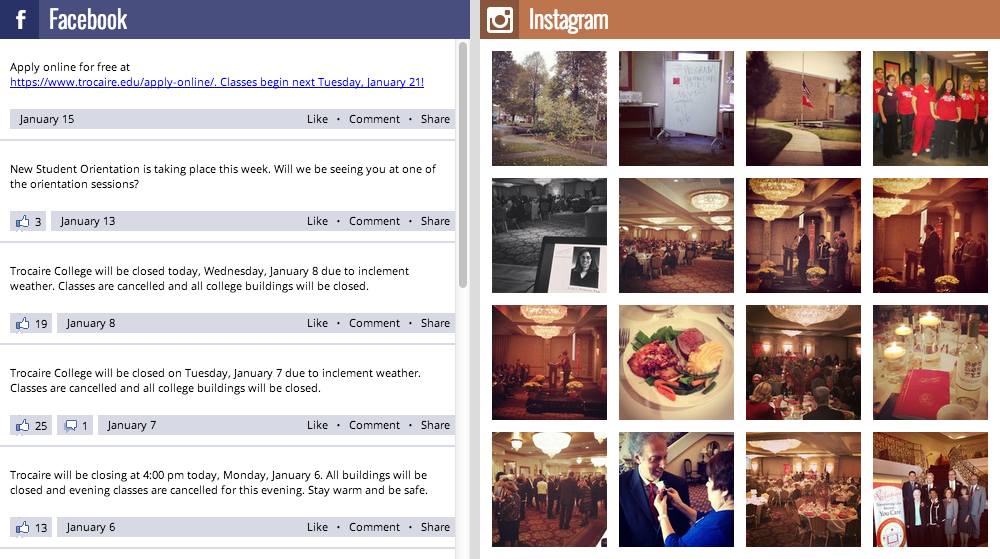 f Facebook
Apply online for free at
https://www.trocaire.edu/apply-online/. Classes begin next Tuesday, January 21!
January 15 Like • Comment • Share
New Student Orientation is taking place this week. Will we be seeing you at one of
the orientation sessions?
3 January 13 Like • Comment • Share
Trocaire College will be closed today, Wednesday, January 8 due to inclement
weather. Classes are cancelled and all college buildings will be closed.
19 January 8 Like • Comment • Share
Trocaire College will be closed on Tuesday, January 7 due to inclement weather.
Classes are cancelled and all college buildings will be closed.
25 1 January 7 Like • Comment • Share
Trocaire will be closing at 4:00 pm today, Monday, January 6. All buildings will be
closed and evening classes are cancelled for this evening. Stay warm and be safe.
13 January 6 Like • Comment • Share
Instagram
You Care